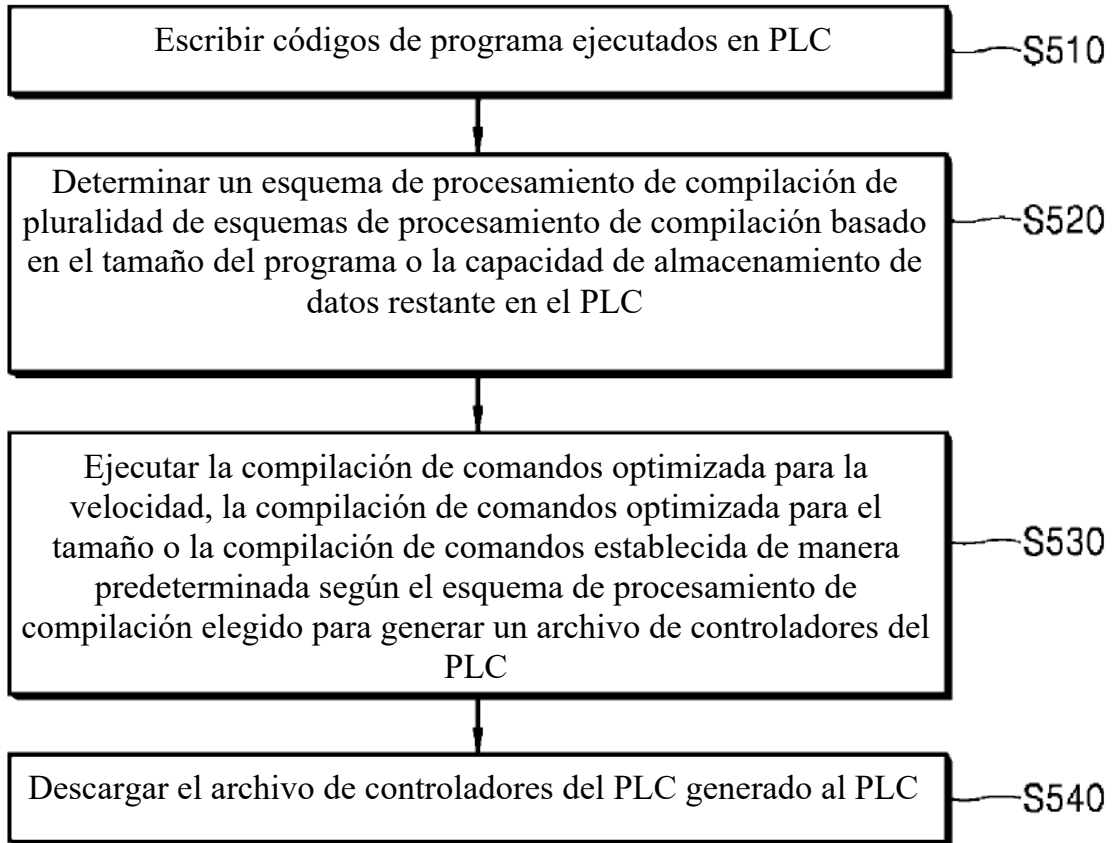 Escribir códigos de programa ejecutados en PLC
S510
Determinar un esquema de procesamiento de compilación de
pluralidad de esquemas de procesamiento de compilación basado
en el tamaño del programa o la capacidad de almacenamiento de
datos restante en el PLC
S520
Ejecutar la compilación de comandos optimizada para la
velocidad, la compilación de comandos optimizada para el
tamaño o la compilación de comandos establecida de manera
predeterminada según el esquema de procesamiento de
compilación elegido para generar un archivo de controladores del
PLC
S530
Descargar el archivo de controladores del PLC generado al PLC
S540